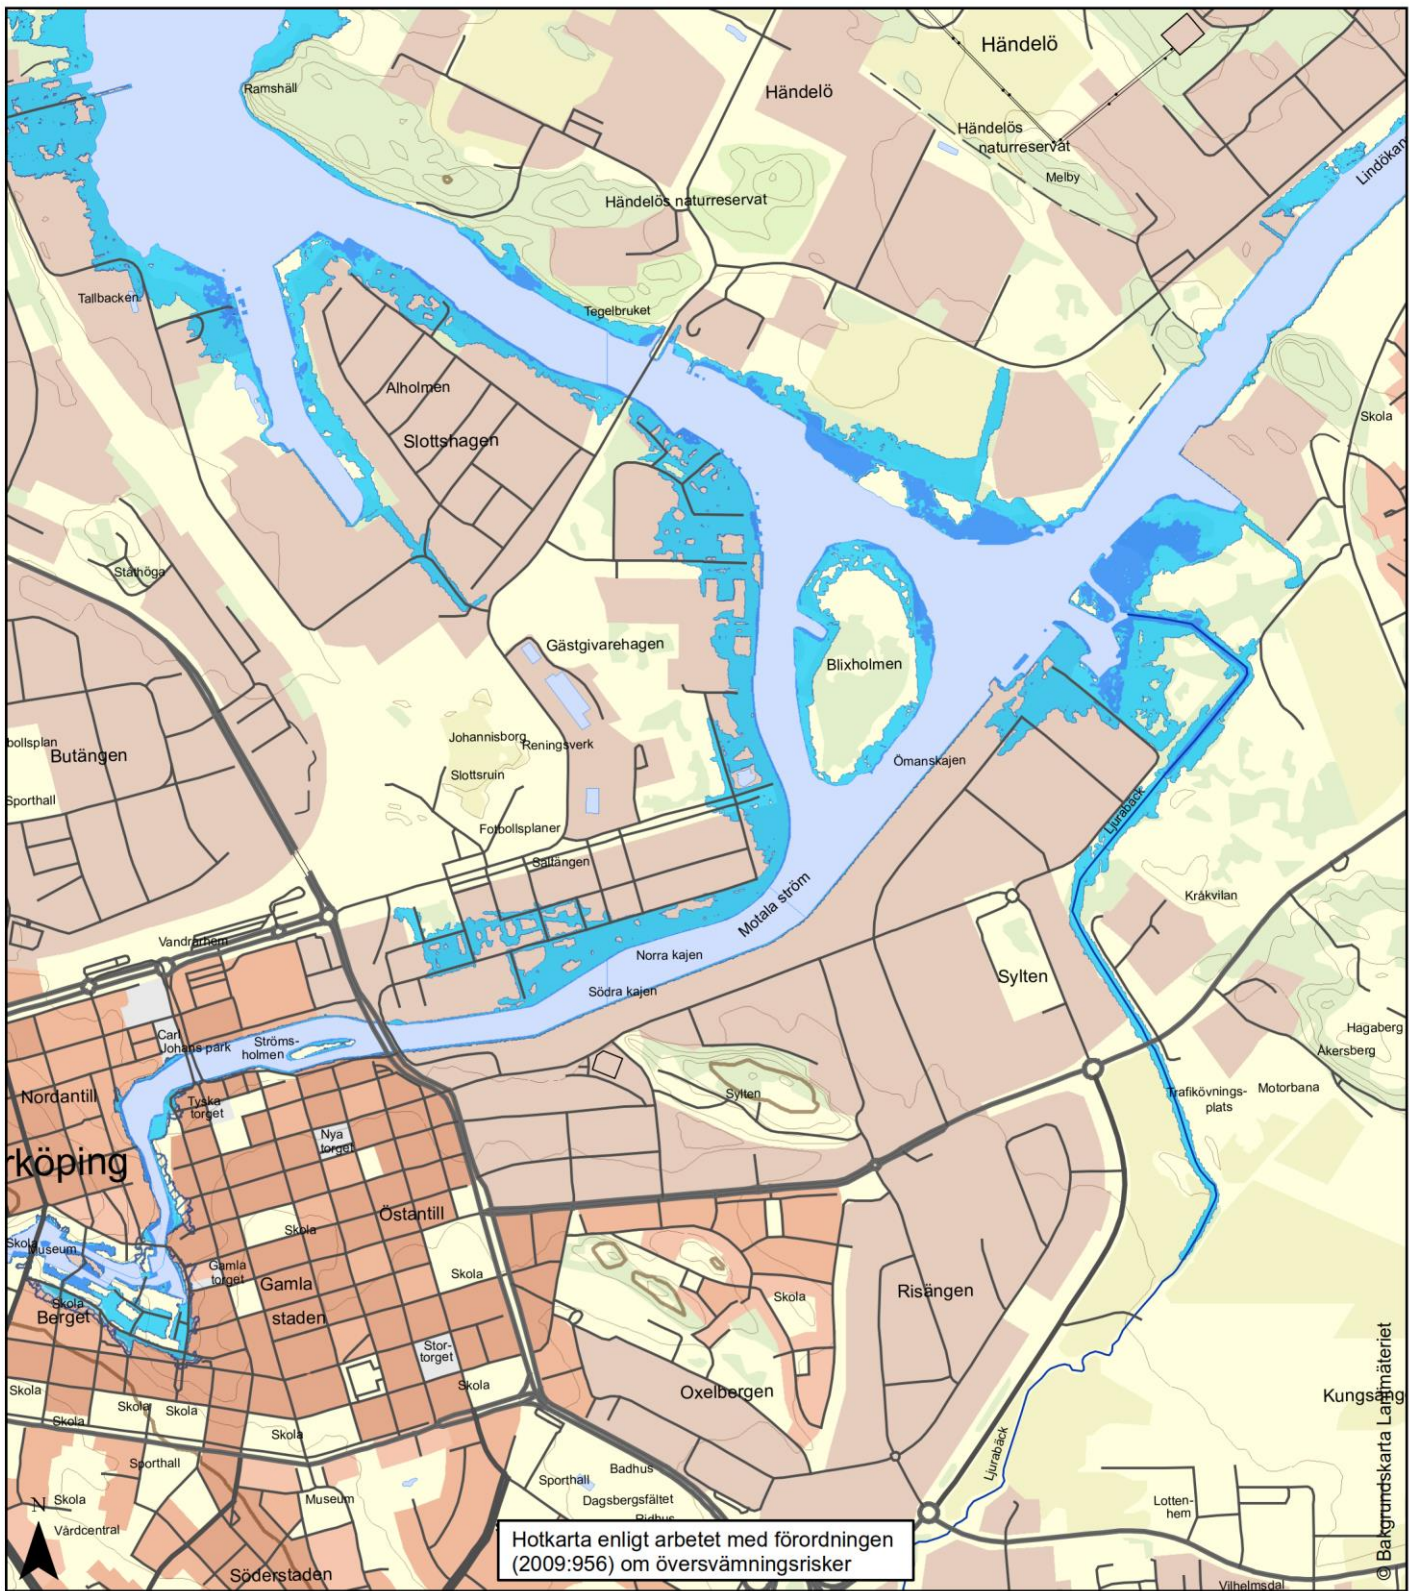 Händelö
Ramshäll
Händelö
Händelös
naturreservat
Lindökan
Melby
Händelös naturreservat
Tallbacken
Tegelbruket
Alholmen
Skola
Slottshagen
Ståthöga
Gästgivarehagen
Blixholmen
bollsplan
Butängen
Johannisborg
Reningsverk
Slottsruin
Ömanskajen
Sporthall
Ljurabäck
Fotbollsplaner
Saltängen
Motala ström
Kråkvilan
Vandrarhem
Norra kajen
Södra kajen
Sylten
Carl
Johans park
Ströms-
holmen
Hagaberg
Åkersberg
Nordantill
Tyska
torget
Sylten
Trafikövnings-
plats
Motorbana
Nya
torget
rköping
Östantill
Skola
Skola
Museum
Gamla
torget
Gamla
staden
Skola
Skola
Berget
Skola
Risängen
Stor-
torget
Skola
Oxelbergen
Skola
Skola
Skola
Skola
Skola
Kungsäng
Sporthall
Ljurabäck
Sporthall
Badhus
Dagsbergsfältet
Ridhus
N
Skola
Vårdcentral
Museum
Lotten-
hem
Söderstaden
Vilhelmsdal
Hotkarta enligt arbetet med förordningen
(2009:956) om översvämningsrisker
© Bakgrundskarta Lantmäteriet